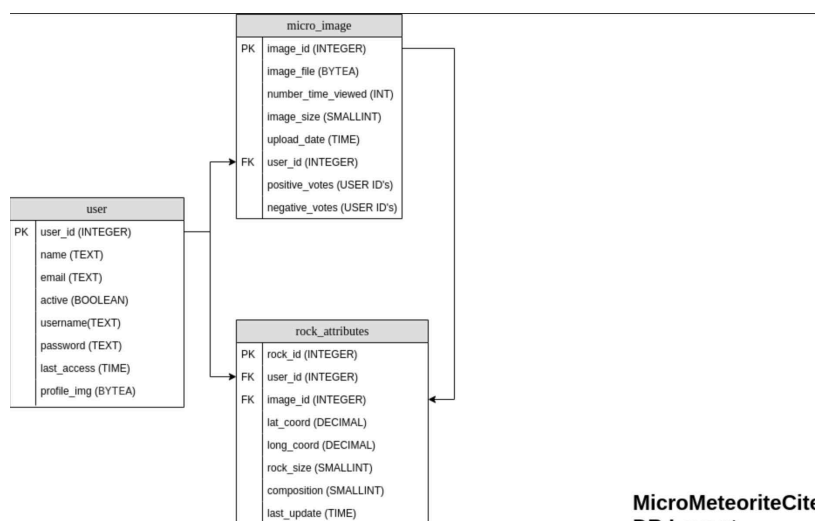 micro_image
PK image_id (INTEGER)
image_file (BYTEA)
number_time_viewed (INT)
image_size (SMALLINT)
upload_date (TIME)
FK user_id (INTEGER)
positive_votes (USER ID's)
negative_votes (USER ID's)
user
PK user_id (INTEGER)
name (TEXT)
email (TEXT)
active (BOOLEAN)
username(TEXT)
password (TEXT)
last_access (TIME)
profile_img (BYTEA)
rock_attributes
PK rock_id (INTEGER)
FK user_id (INTEGER)
FK image_id (INTEGER)
lat_coord (DECIMAL)
long_coord (DECIMAL)
rock_size (SMALLINT)
composition (SMALLINT)
last_update (TIME)
MicroMeteoriteCite